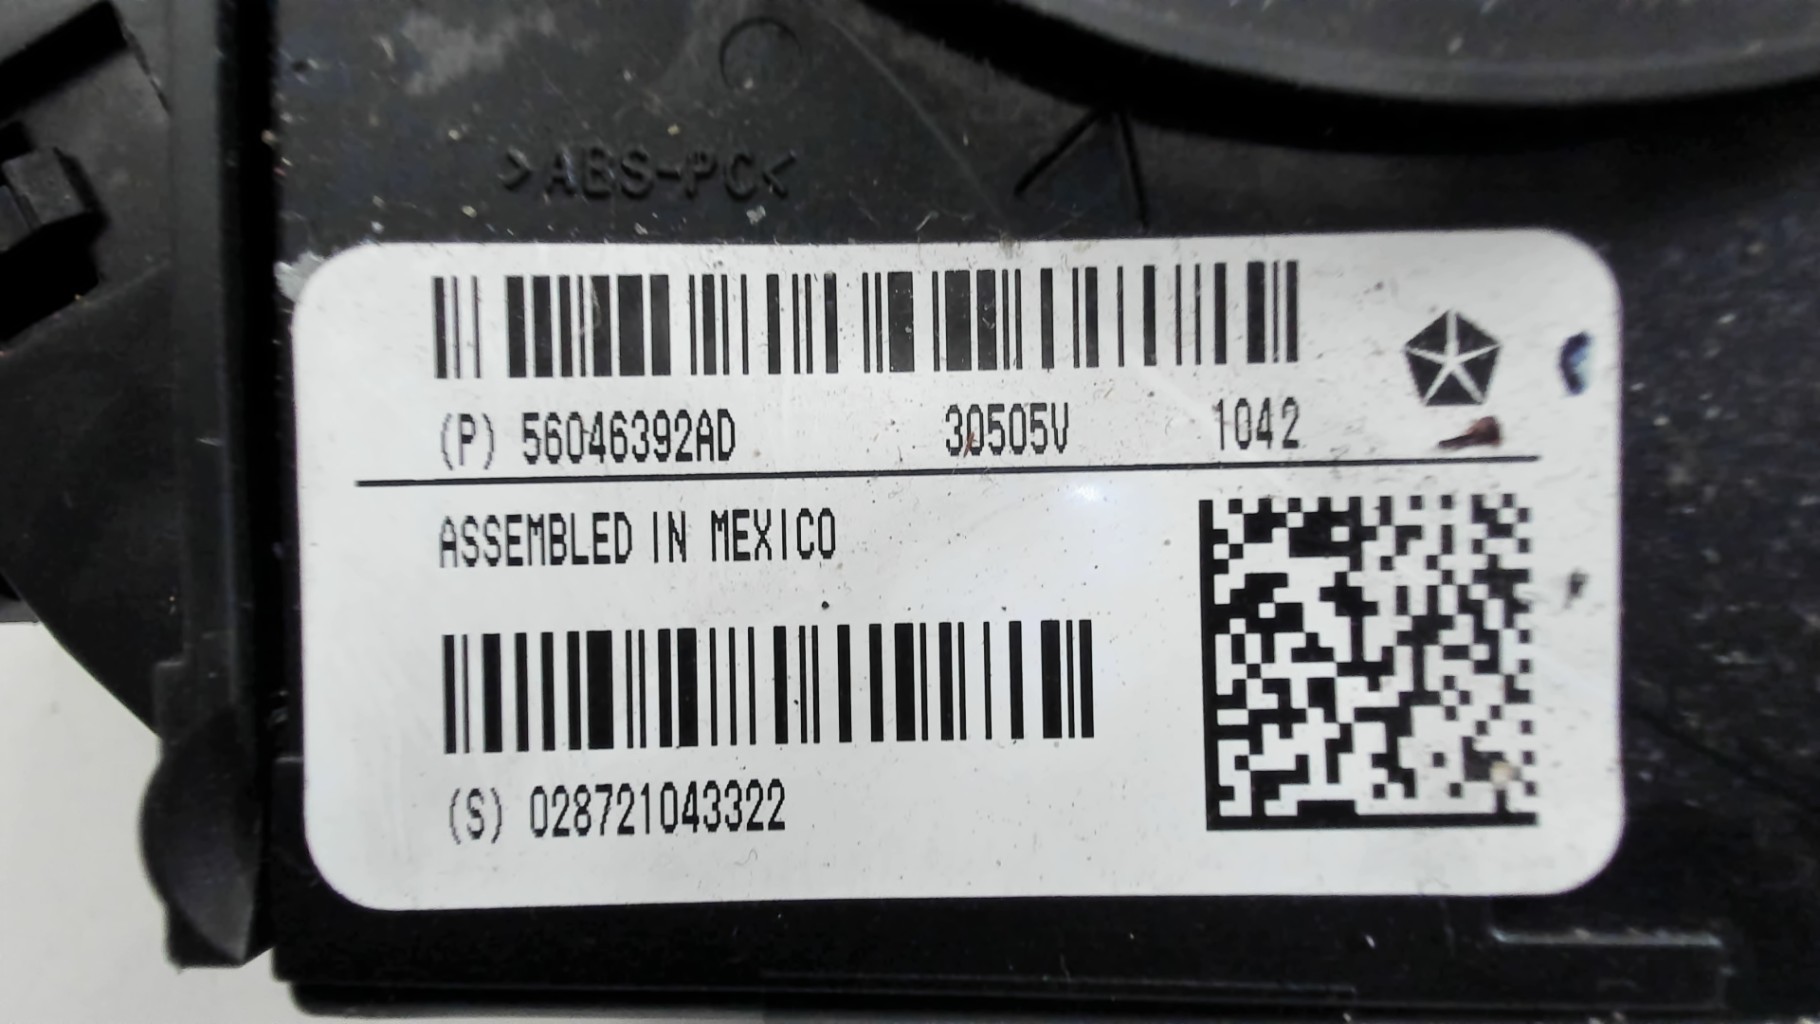 >ABS-PC<
(P) 56046392AD 30505V 1042
ASSEMBLED IN MEXICO
(S) 028721043322